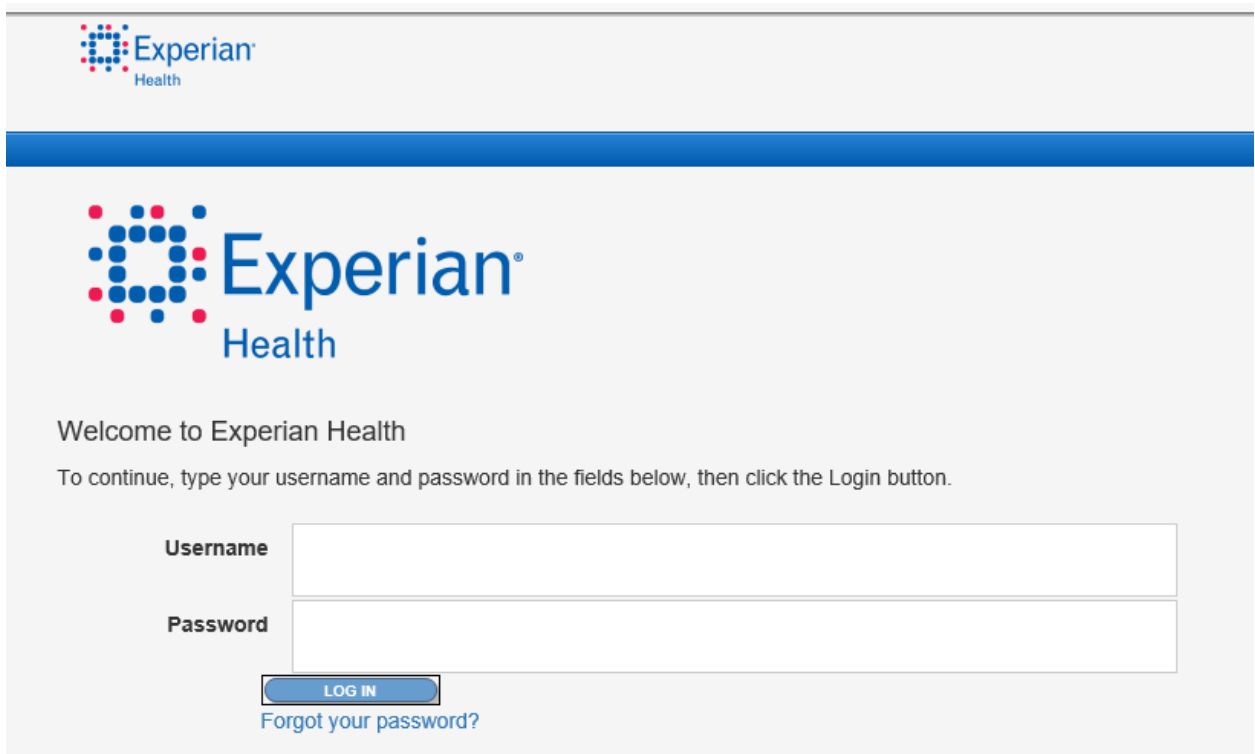 Experian
Health
Experian®
Health
Welcome to Experian Health
To continue, type your username and password in the fields below, then click the Login button.
Username
Password
LOG IN
Forgot your password?